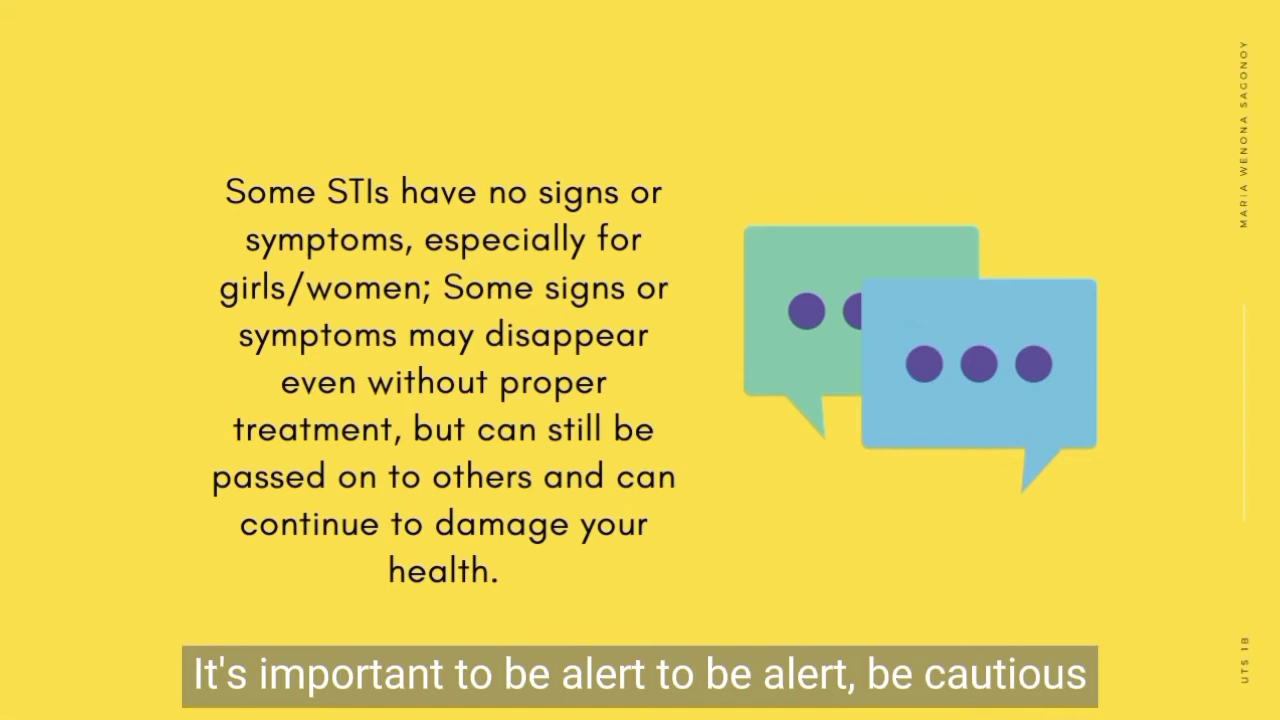 Some STIs have no signs or
symptoms, especially for
girls/women; Some signs or
symptoms may disappear
even without proper
treatment, but can still be
passed on to others and can
continue to damage your
health.
It's important to be alert to be alert, be cautious
MARIA WENONA SAGONOY
UTS 1B